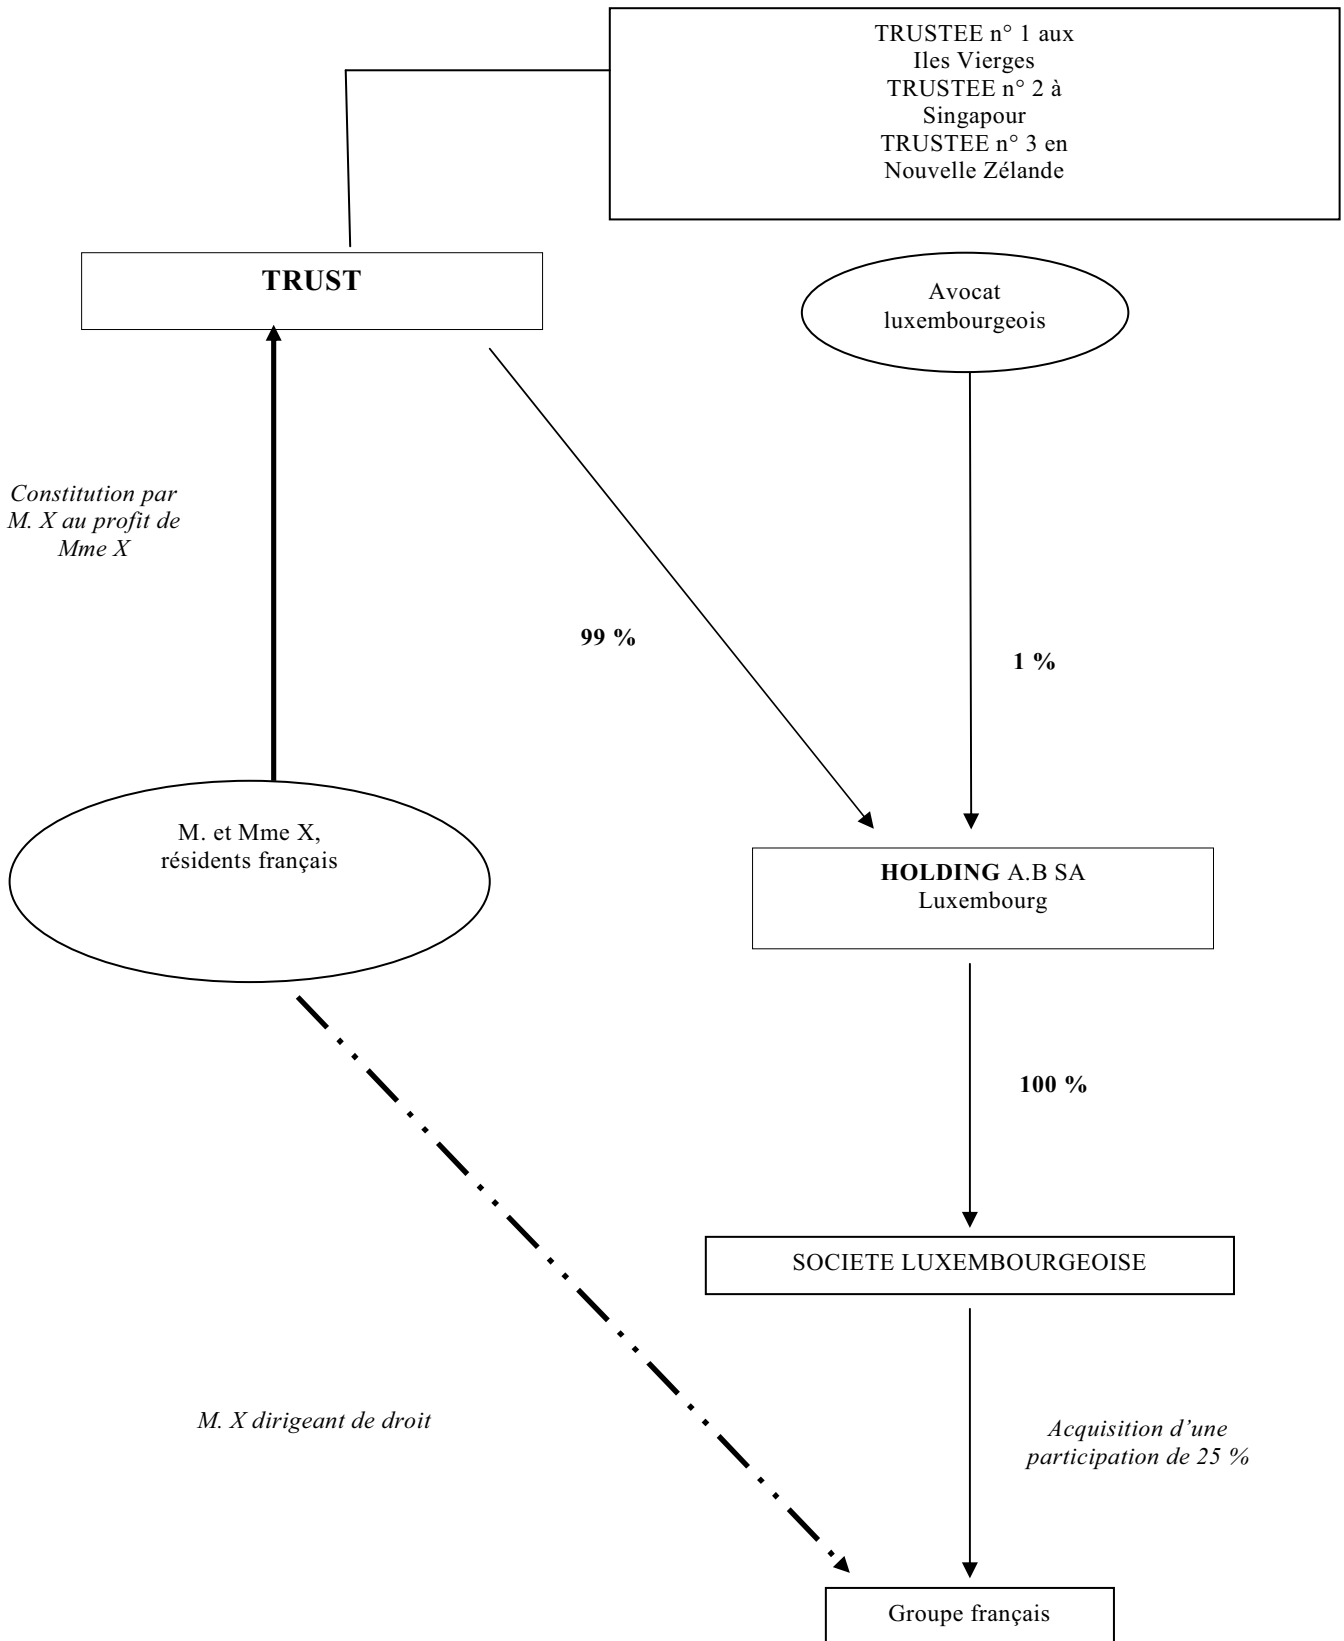 TRUSTEE n° 1 aux
Iles Vierges
TRUSTEE n° 2 à
Singapour
TRUSTEE n° 3 en
Nouvelle Zélande
TRUST
Avocat
luxembourgeois
Constitution par
M. X au profit de
Mme X
99 %
1 %
M. et Mme X,
résidents français
HOLDING A.B SA
Luxembourg
100 %
SOCIETE LUXEMBOURGEOISE
M. X dirigeant de droit
Acquisition d’une
participation de 25 %
Groupe français